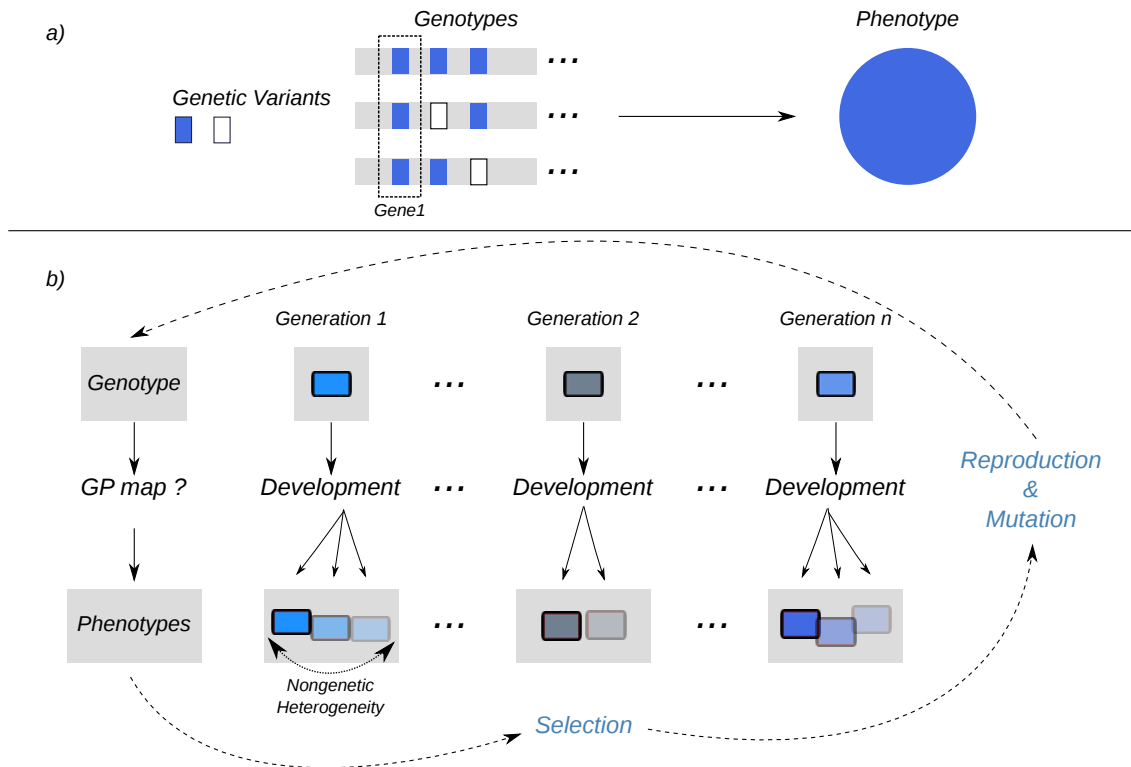 a)
Genotypes
Phenotype
Genetic Variants
...
...
...
Gene1
b)
Generation 1
Generation 2
Generation n
Genotype
...
...
GP map ?
Development
...
Development
...
Development
Reproduction
&
Mutation
Phenotypes
...
...
Nongenetic
Heterogeneity
Selection